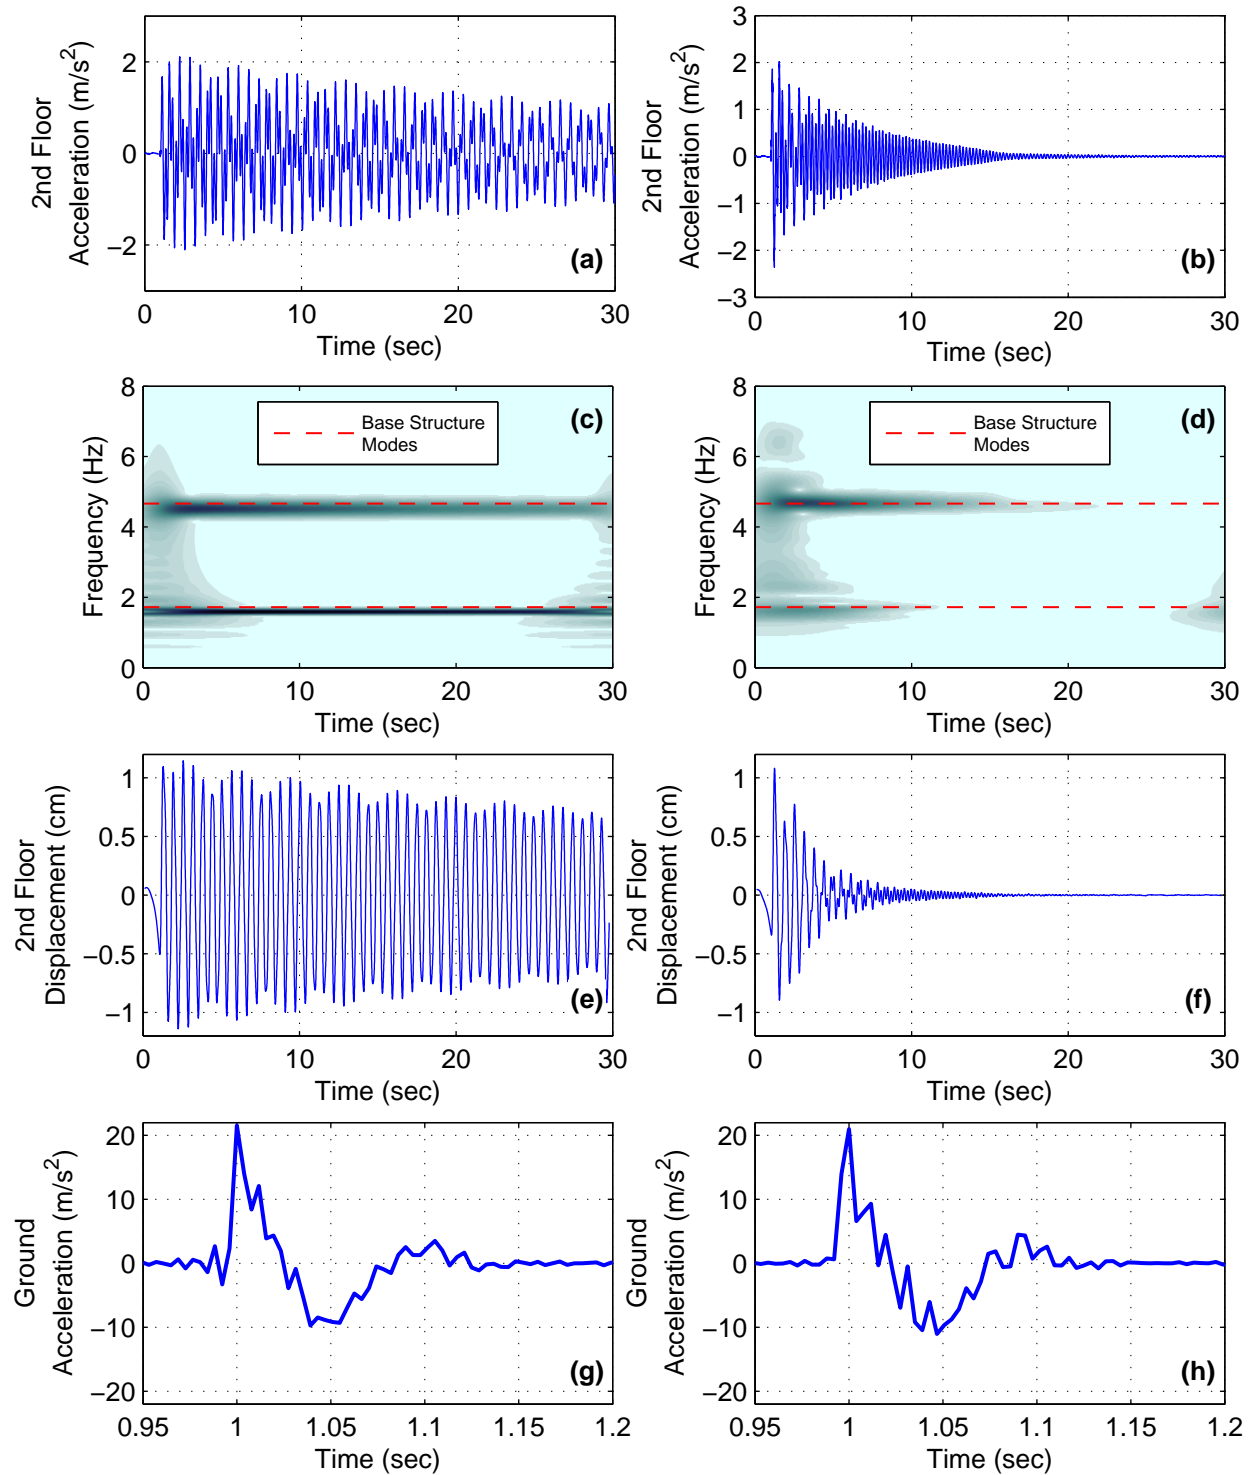 2nd Floor
Acceleration (m/s²)
2
0
−2
0
10
20
30
Time (sec)
(a)
2nd Floor
Acceleration (m/s²)
3
2
1
0
−1
−2
−3
0
10
20
30
Time (sec)
(b)
Frequency (Hz)
8
6
4
2
0
0
10
20
30
Time (sec)
Base Structure
Modes
(c)
Frequency (Hz)
8
6
4
2
0
0
10
20
30
Time (sec)
Base Structure
Modes
(d)
2nd Floor
Displacement (cm)
1
0.5
0
−0.5
−1
0
10
20
30
Time (sec)
(e)
2nd Floor
Displacement (cm)
1
0.5
0
−0.5
−1
0
10
20
30
Time (sec)
(f)
Ground
Acceleration (m/s²)
20
10
0
−10
−20
0.95
1
1.05
1.1
1.15
1.2
Time (sec)
(g)
Ground
Acceleration (m/s²)
20
10
0
−10
−20
0.95
1
1.05
1.1
1.15
1.2
Time (sec)
(h)